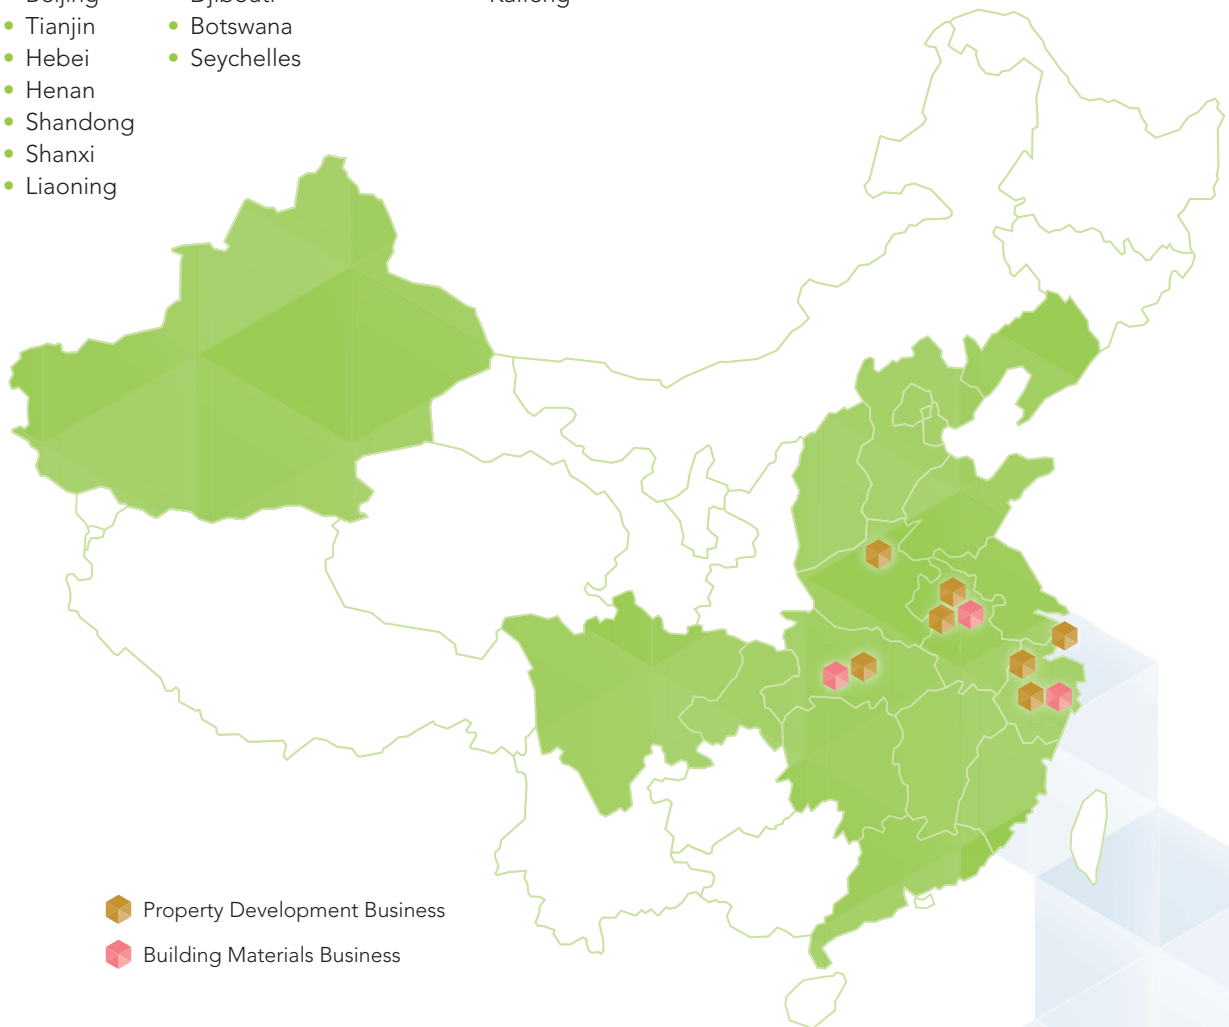 Tianjin
Hebei
Henan
Shandong
Shanxi
Liaoning
Botswana
Seychelles
Property Development Business
Building Materials Business